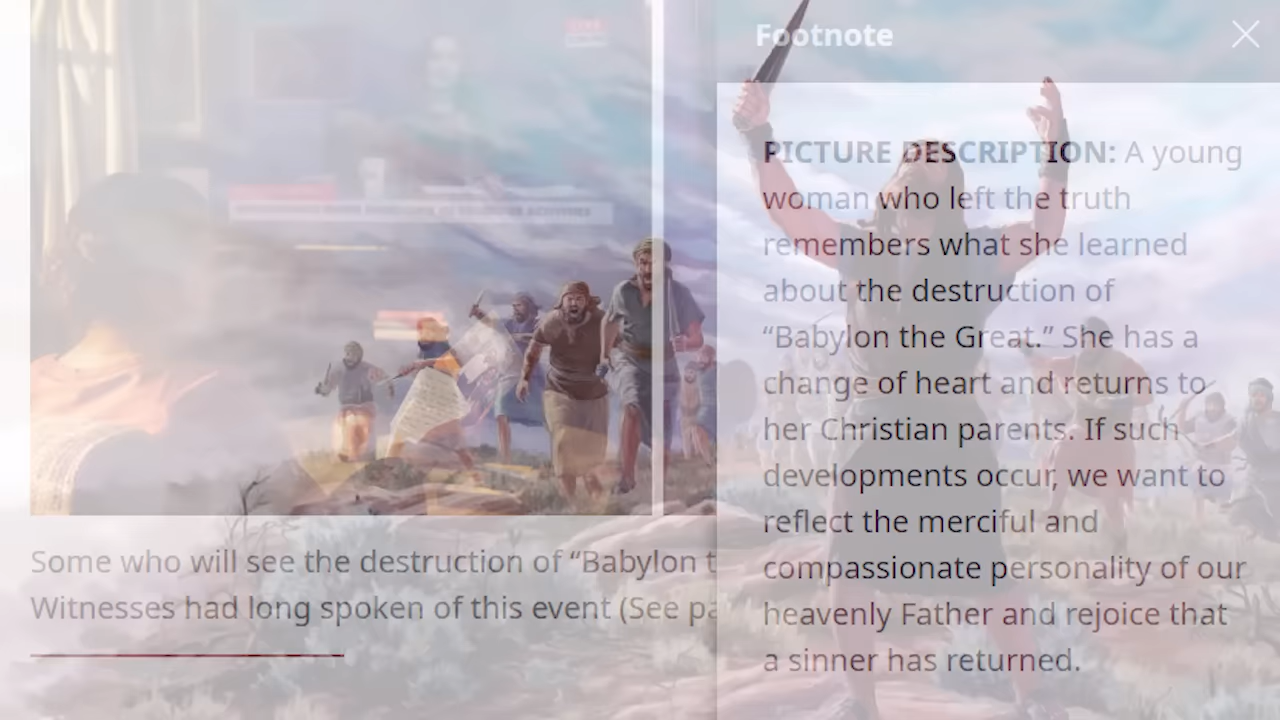 Footnote
PICTURE DESCRIPTION: A young
woman who left the truth
remembers what she learned
about the destruction of
“Babylon the Great.” She has a
change of heart and returns to
her Christian parents. If such
developments occur, we want to
reflect the merciful and
compassionate personality of our
heavenly Father and rejoice that
a sinner has returned.
Some who will see the destruction of “Babylon t
Witnesses had long spoken of this event (See pa